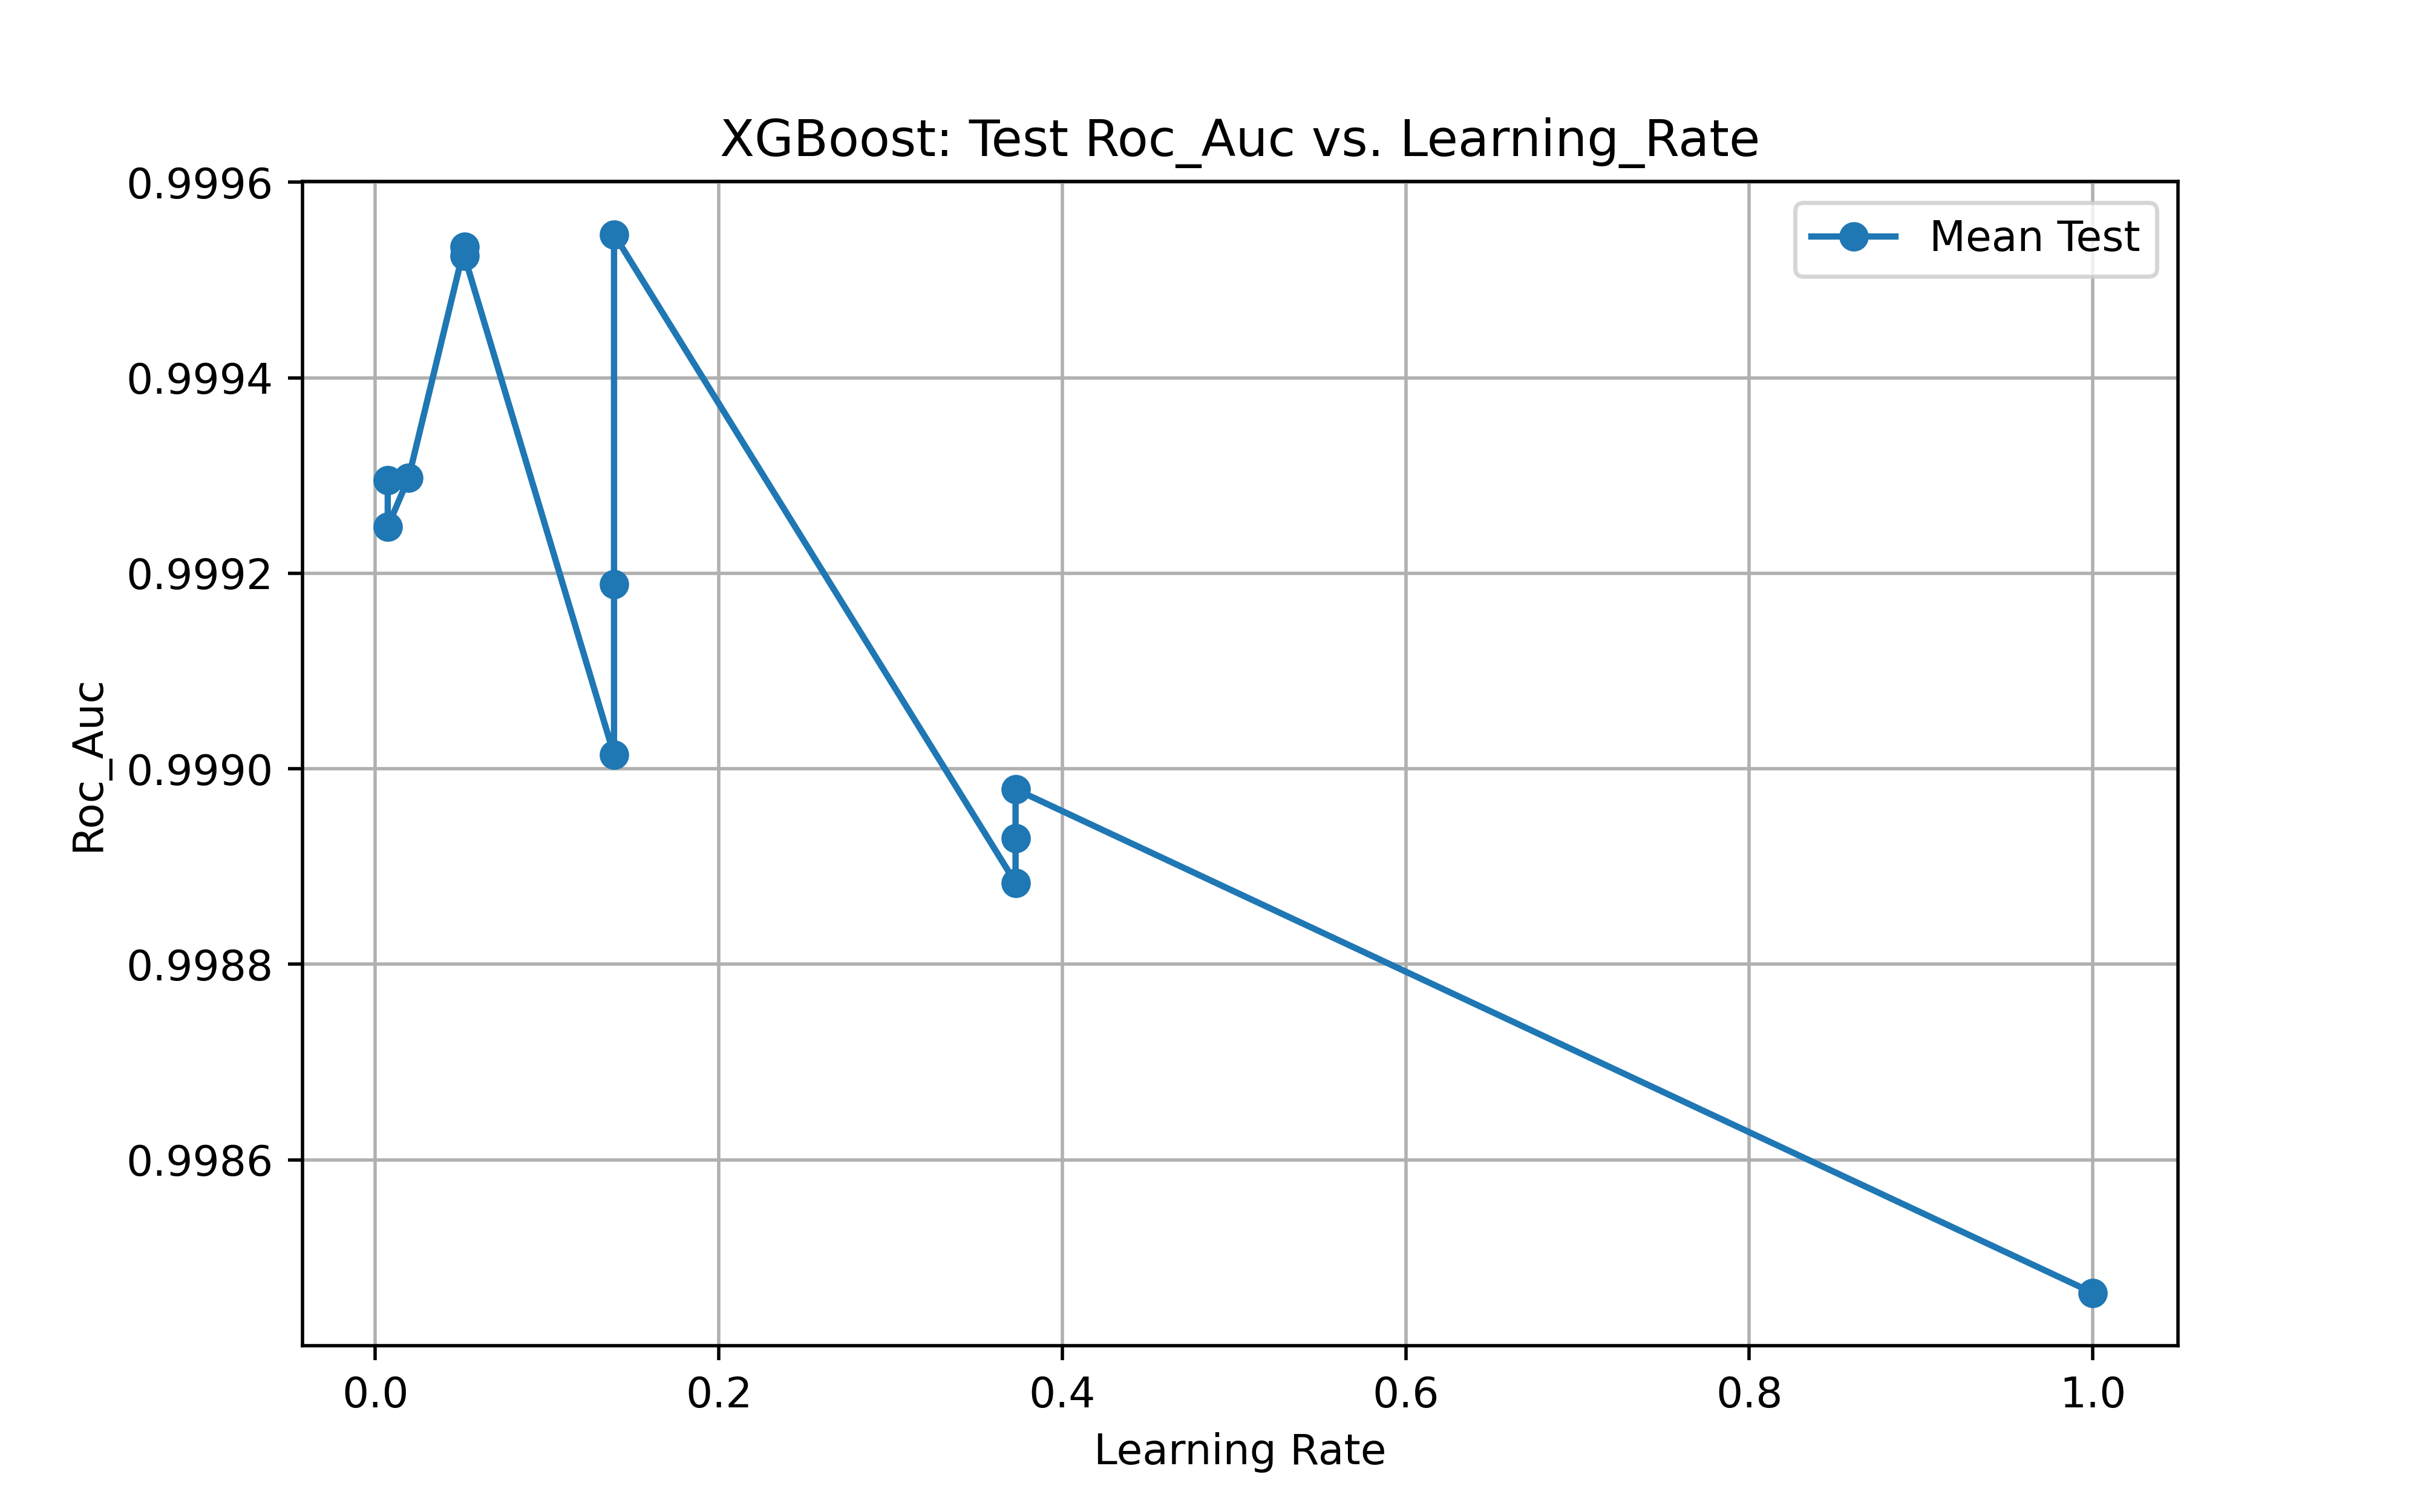 XGBoost: Test Roc_Auc vs. Learning_Rate
Mean Test
Roc_Auc
0.9996
0.9994
0.9992
0.9990
0.9988
0.9986
0.0 0.2 0.4 0.6 0.8 1.0
Learning Rate